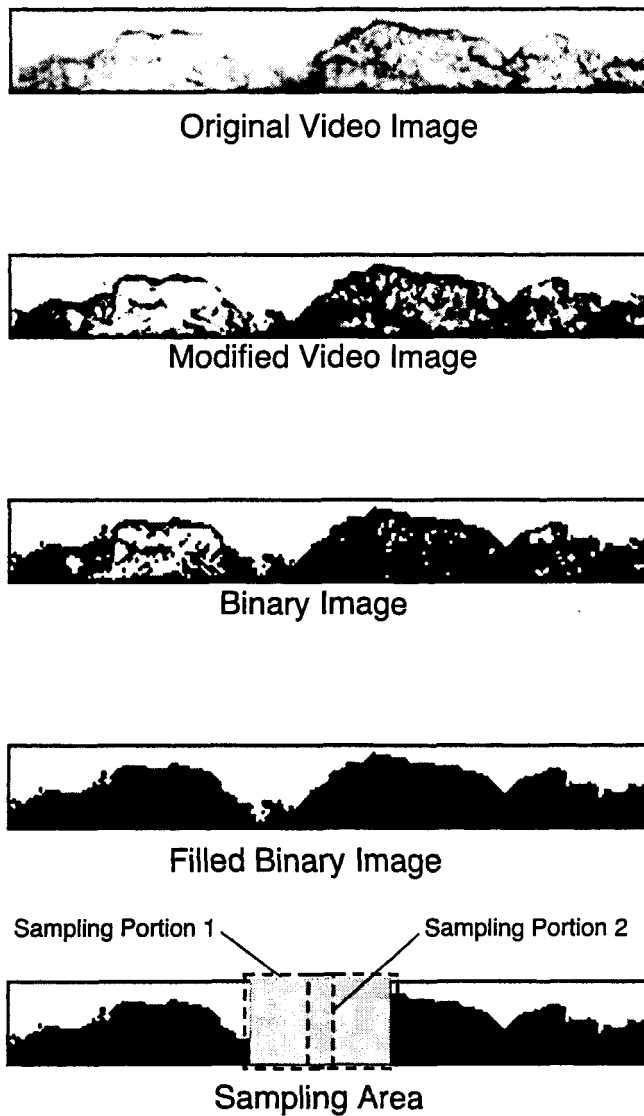 Original Video Image
Modified Video Image
Binary Image
Filled Binary Image
Sampling Portion 1
Sampling Portion 2
Sampling Area